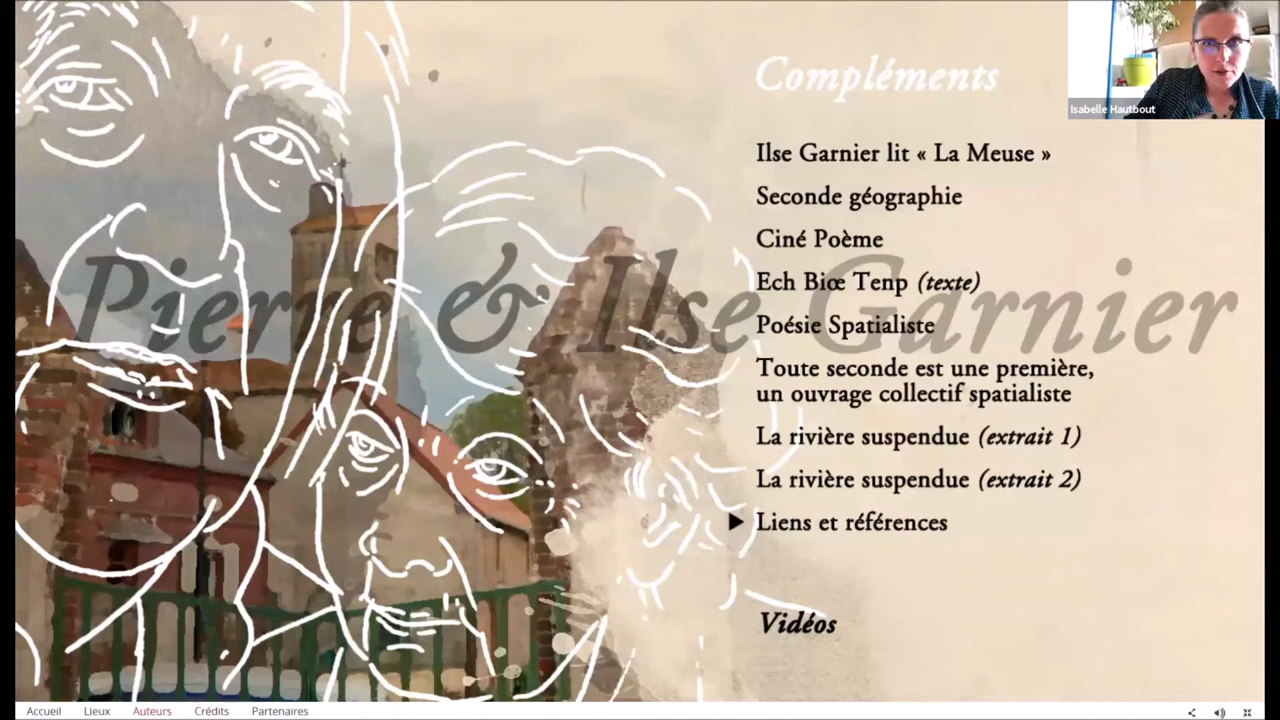 Compléments
Isabelle Hautbout
Ilse Garnier lit « La Meuse »
Seconde géographie
Ciné Poème
Pierre & Ilse Garnier
Ech Biœ Tenp (texte)
Poésie Spatialiste
Toute seconde est une première,
un ouvrage collectif spatialiste
La rivière suspendue (extrait 1)
La rivière suspendue (extrait 2)
Liens et références
Vidéos
Accueil Lieux Auteurs Crédits Partenaires